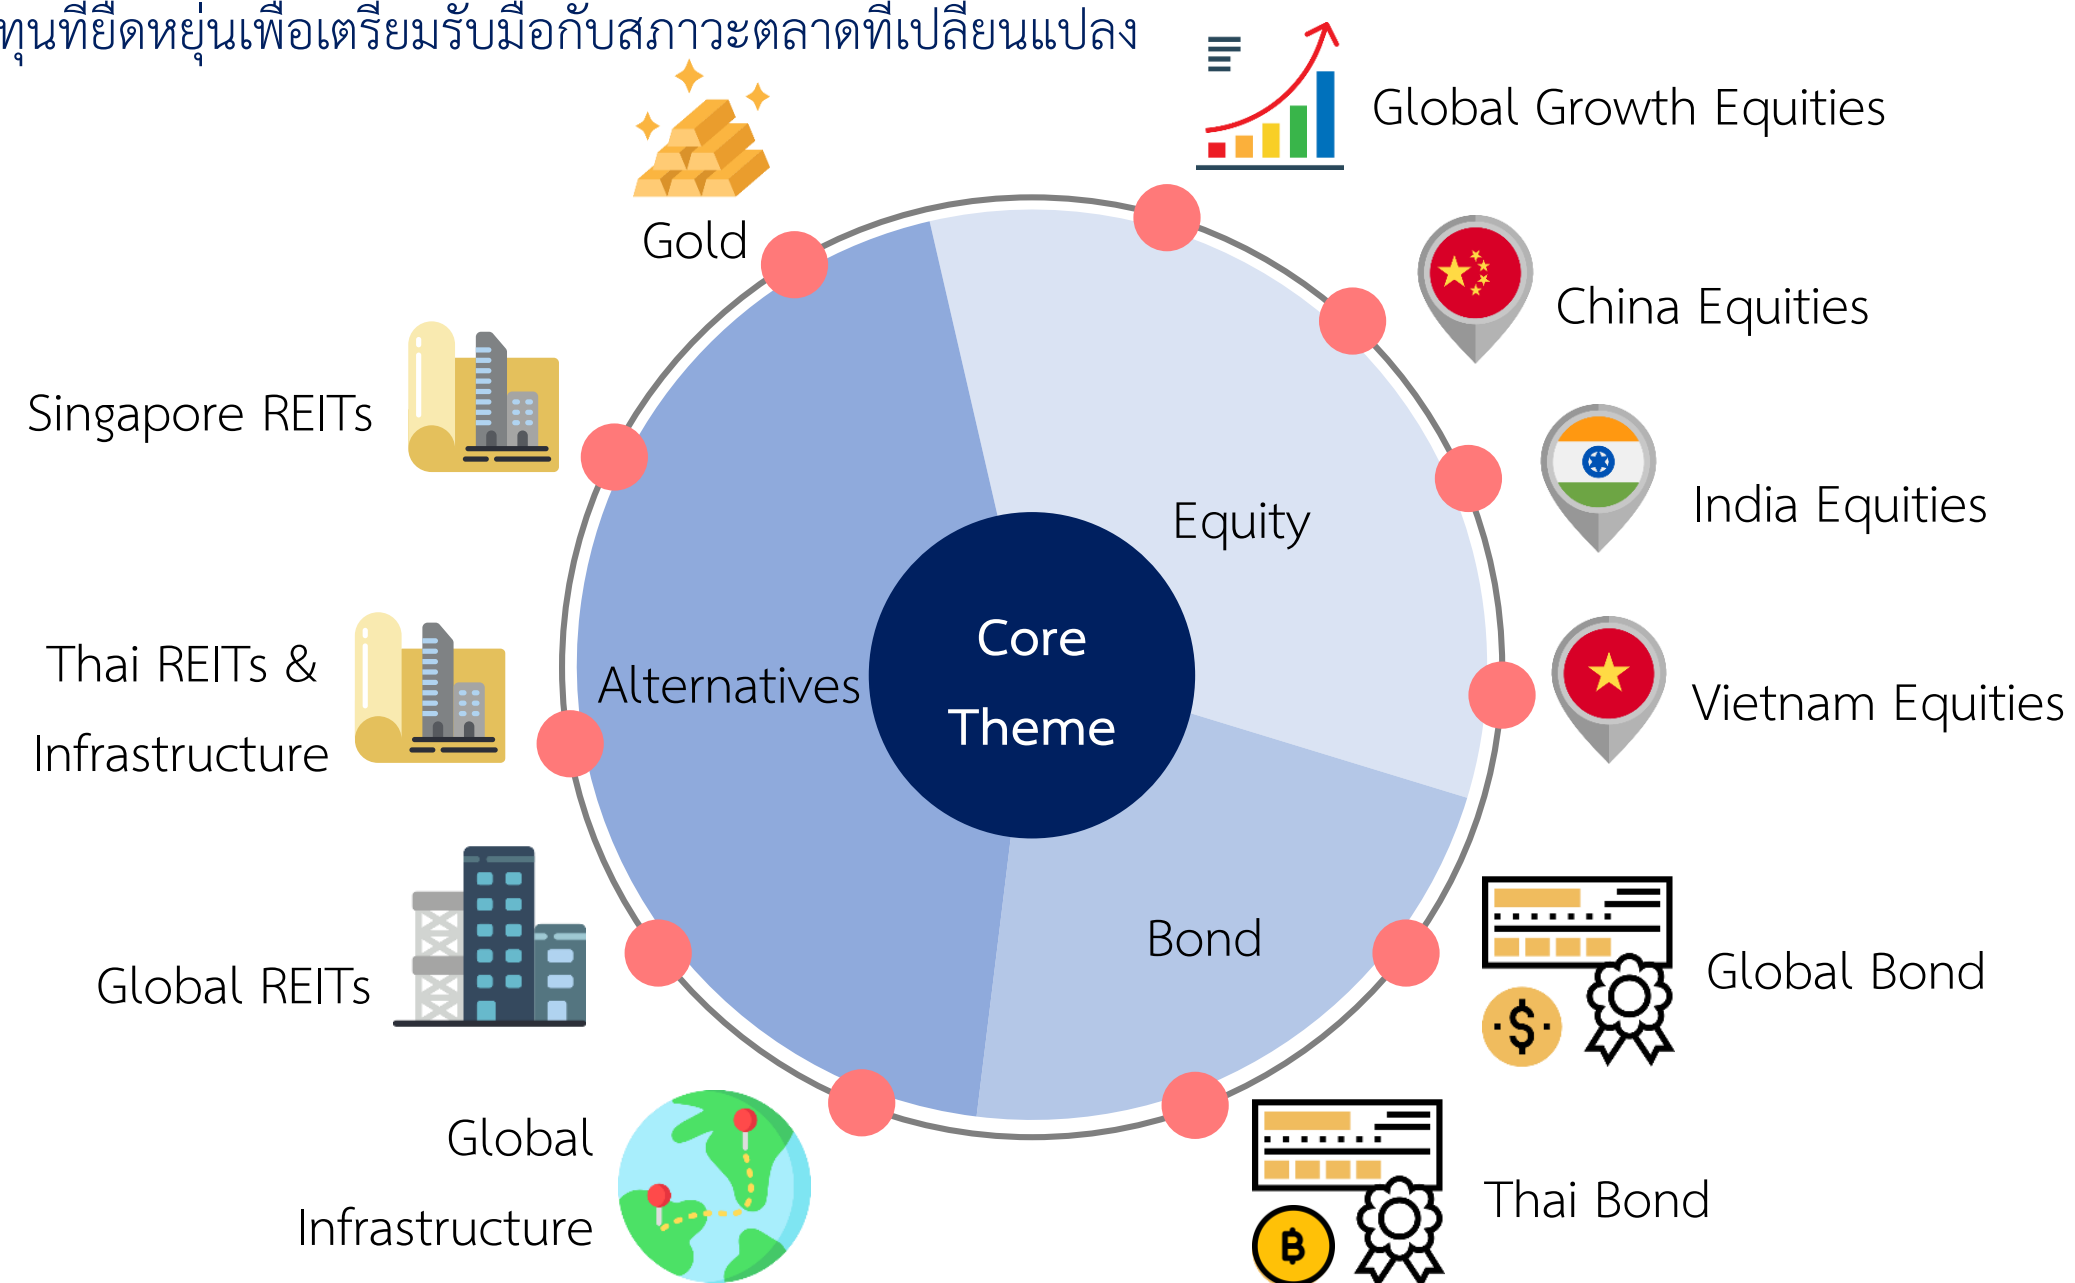 ทุนที่ยืดหยุ่นเพื่อเตรียมรับมือกับสภาวะตลาดที่เปลี่ยนแปลง
Global Growth Equities
Gold
China Equities
Singapore REITs
India Equities
Equity
Core
Theme
Thai REITs &
Infrastructure
Alternatives
Vietnam Equities
Bond
Global REITs
Global Bond
$
Global
Infrastructure
Thai Bond
B